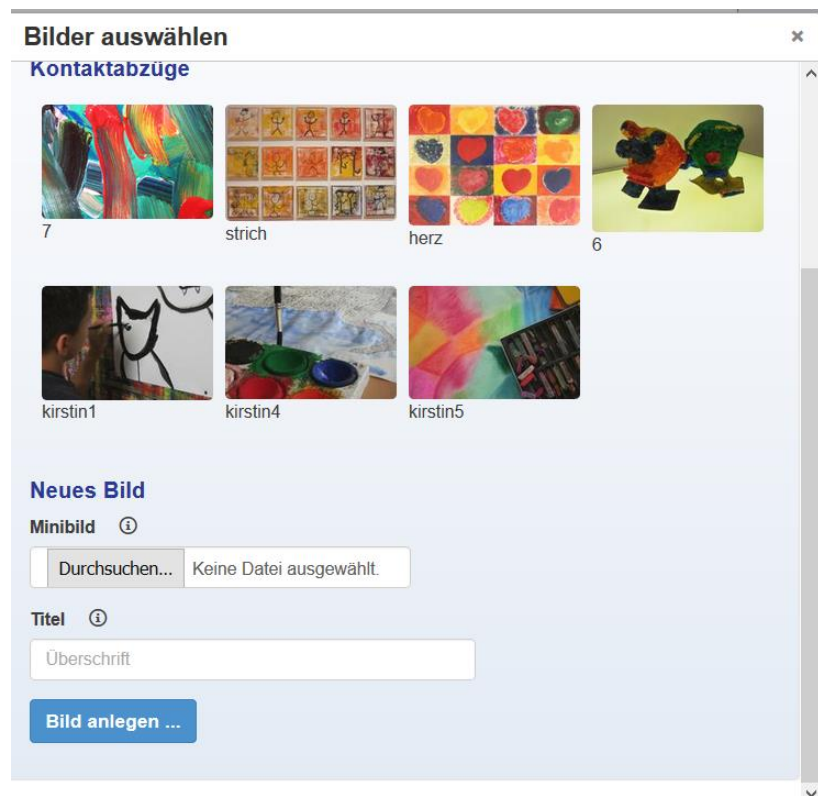 Bilder auswählen ×
Kontaktabzüge
7
strich
herz
6
kirstin1
kirstin4
kirstin5
Neues Bild
Minibild
Durchsuchen... Keine Datei ausgewählt.
Titel
Überschrift
Bild anlegen ...